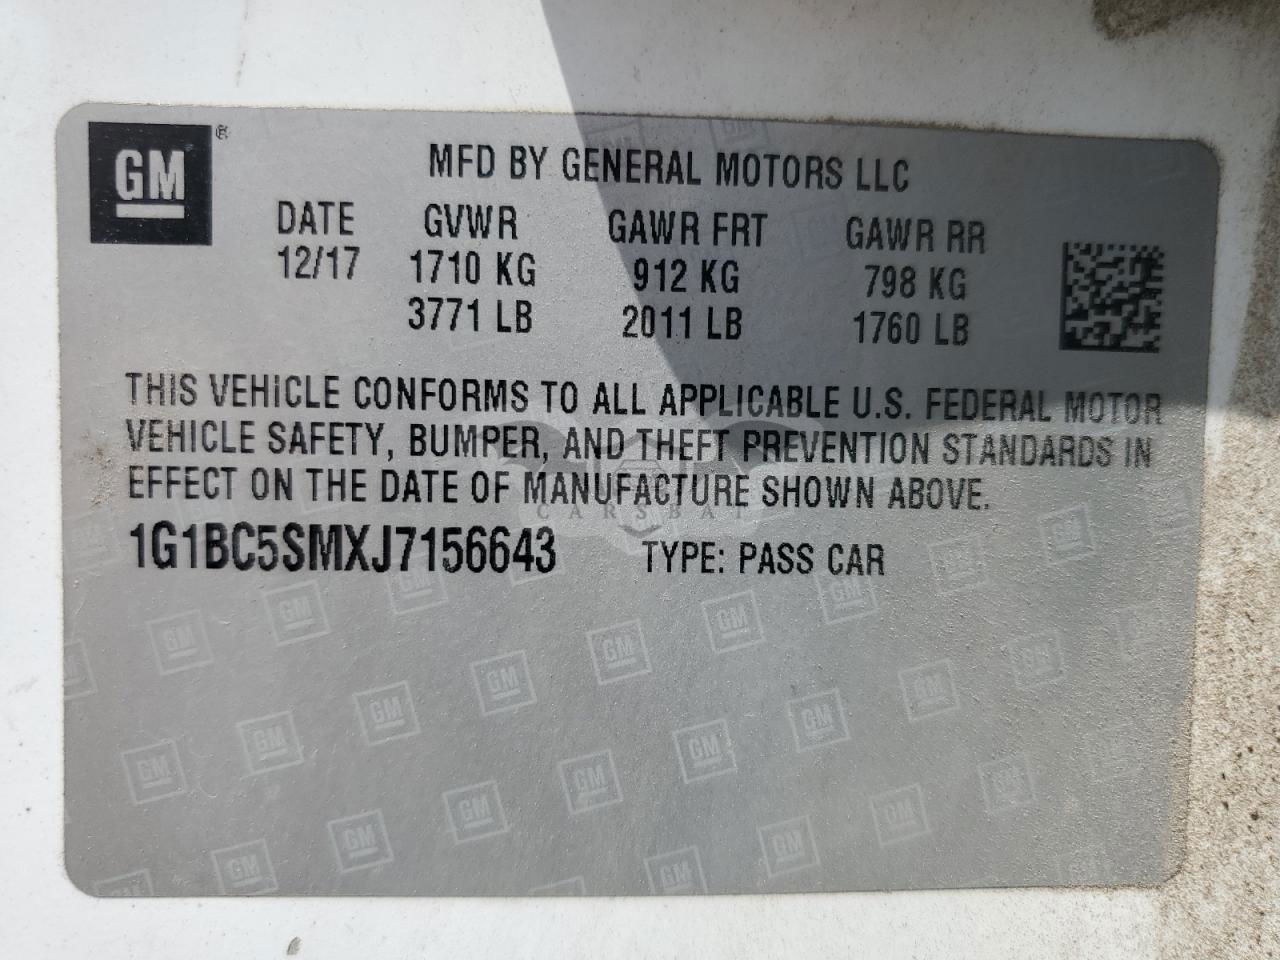 GM ®
MFD BY GENERAL MOTORS LLC
DATE GVWR GAWR FRT GAWR RR
12/17 1710 KG 912 KG 798 KG
3771 LB 2011 LB 1760 LB
THIS VEHICLE CONFORMS TO ALL APPLICABLE U.S. FEDERAL MOTOR
VEHICLE SAFETY, BUMPER, AND THEFT PREVENTION STANDARDS IN
EFFECT ON THE DATE OF MANUFACTURE SHOWN ABOVE.
CARSBAT
1G1BC5SMXJ7156643 TYPE: PASS CAR